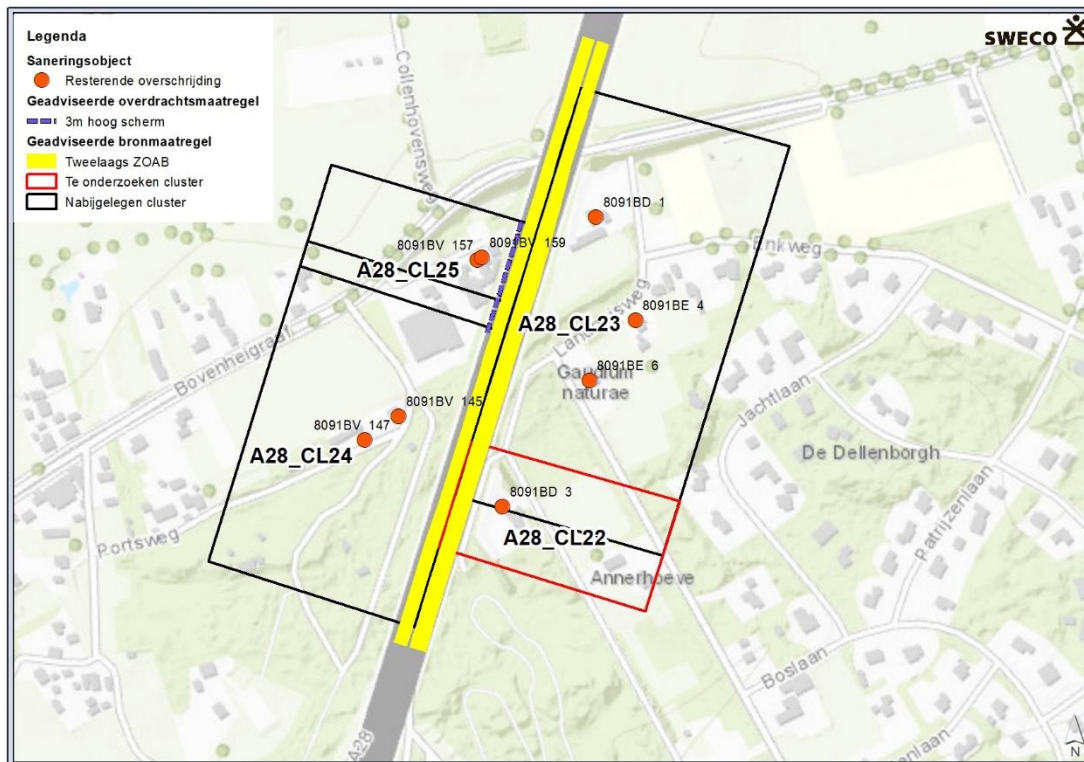 Legenda
Saneringsobject
Resterende overschrijding
Geadviseerde overdrachtsmaatregel
3m hoog scherm
Geadviseerde bronmaatregel
Tweelaags ZOAB
Te onderzoeken cluster
Nabijgelegen cluster
SWECO
Collenhovensweg
8091BD 1
8091BV 157
8091BV 159
Enkweg
A28_CL25
Bovenheigraaf
A28_CL23
8091BE 4
8091BE 6
Gaudium
naturae
Jachtlaan
8091BV 145
8091BV 147
A28_CL24
De Dellenborgh
8091BD 3
Patrijzenlaan
A28_CL22
Portsweg
Annerhoeve
Boslaan
A28
N